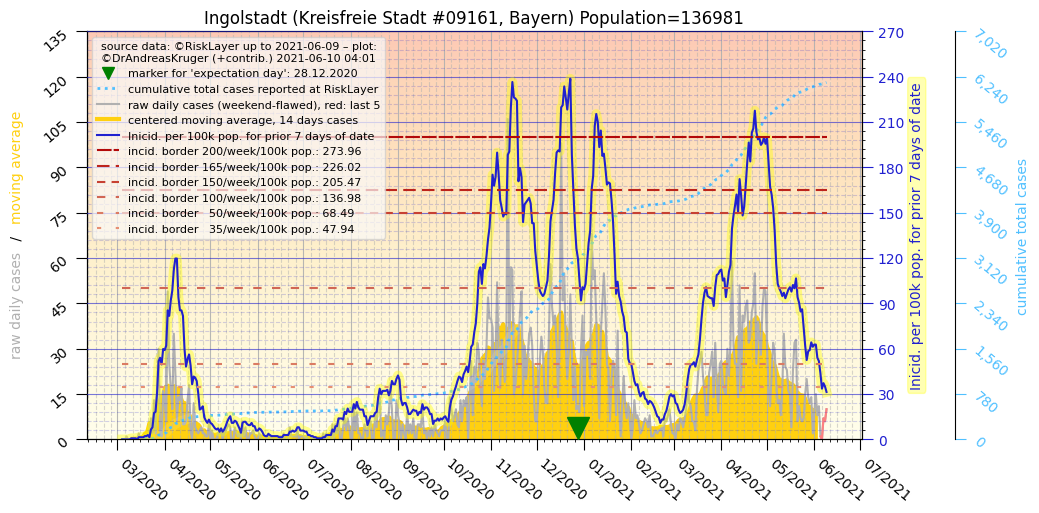 Ingolstadt (Kreisfreie Stadt #09161, Bayern) Population=136981
source data: ©RiskLayer up to 2021-06-09 – plot:
©DrAndreasKruger (+contrib.) 2021-06-10 04:01
marker for 'expectation day': 28.12.2020
cumulative total cases reported at RiskLayer
raw daily cases (weekend-flawed), red: last 5
centered moving average, 14 days cases
Inicid. per 100k pop. for prior 7 days of date
incid. border 200/week/100k pop.: 273.96
incid. border 165/week/100k pop.: 226.02
incid. border 150/week/100k pop.: 205.47
incid. border 100/week/100k pop.: 136.98
incid. border   50/week/100k pop.: 68.49
incid. border   35/week/100k pop.: 47.94
raw daily cases / moving average
135
120
105
90
75
60
45
30
15
0
270
240
210
180
150
120
90
60
30
0
Inicid. per 100k pop. for prior 7 days of date
7,020
6,240
5,460
4,680
3,900
3,120
2,340
1,560
780
0
cumulative total cases
03/2020
04/2020
05/2020
06/2020
07/2020
08/2020
09/2020
10/2020
11/2020
12/2020
01/2021
02/2021
03/2021
04/2021
05/2021
06/2021
07/2021